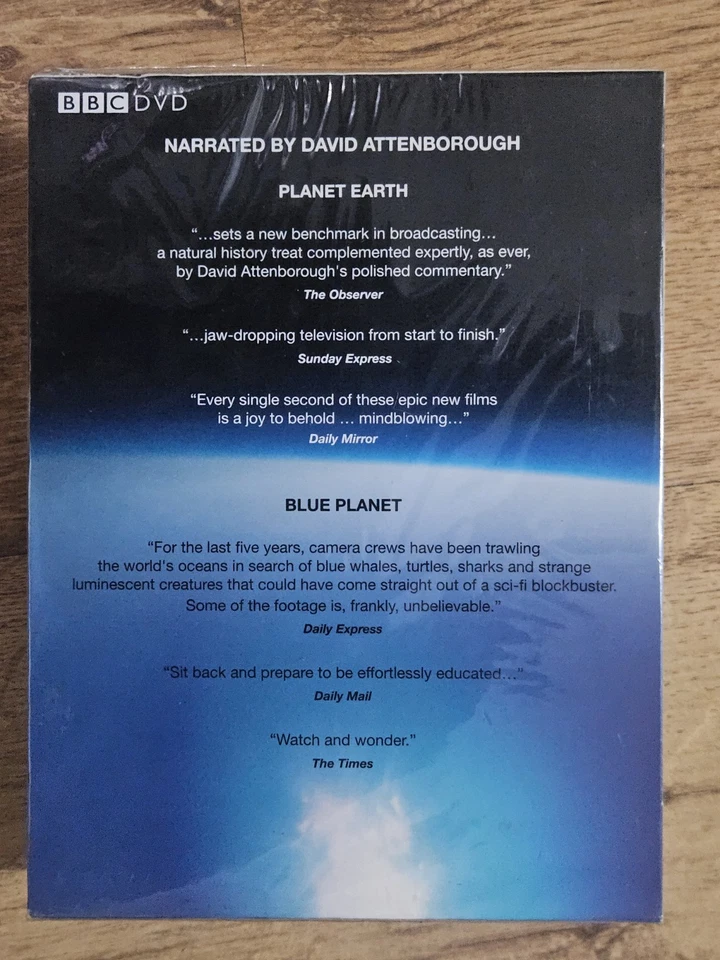 BBC DVD
NARRATED BY DAVID ATTENBOROUGH
PLANET EARTH
“...sets a new benchmark in broadcasting...
a natural history treat complemented expertly, as ever,
by David Attenborough's polished commentary.”
The Observer
“...jaw-dropping television from start to finish.”
Sunday Express
“Every single second of these epic new films
is a joy to behold ... mindblowing...”
Daily Mirror
BLUE PLANET
“For the last five years, camera crews have been trawling
the world's oceans in search of blue whales, turtles, sharks and strange
luminescent creatures that could have come straight out of a sci-fi blockbuster.
Some of the footage is, frankly, unbelievable.”
Daily Express
“Sit back and prepare to be effortlessly educated...”
Daily Mail
“Watch and wonder.”
The Times